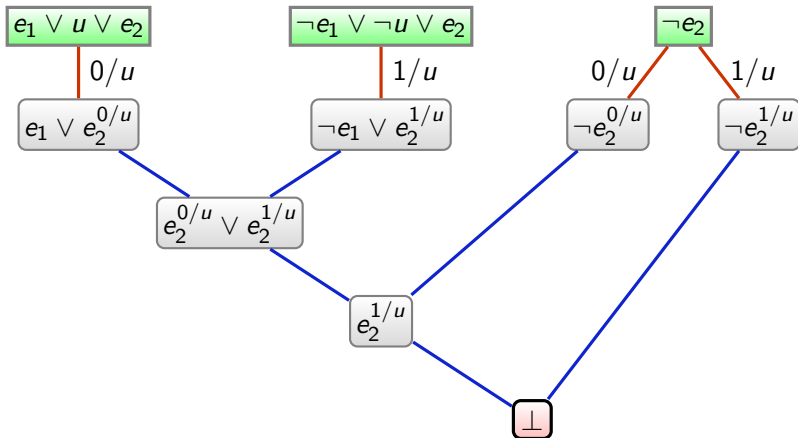 e₁ ∨ u ∨ e₂
¬e₁ ∨ ¬u ∨ e₂
¬e₂
0/u
1/u
0/u
1/u
e₁ ∨ e₂^{0/u}
¬e₁ ∨ e₂^{1/u}
¬e₂^{0/u}
¬e₂^{1/u}
e₂^{0/u} ∨ e₂^{1/u}
e₂^{1/u}
⊥